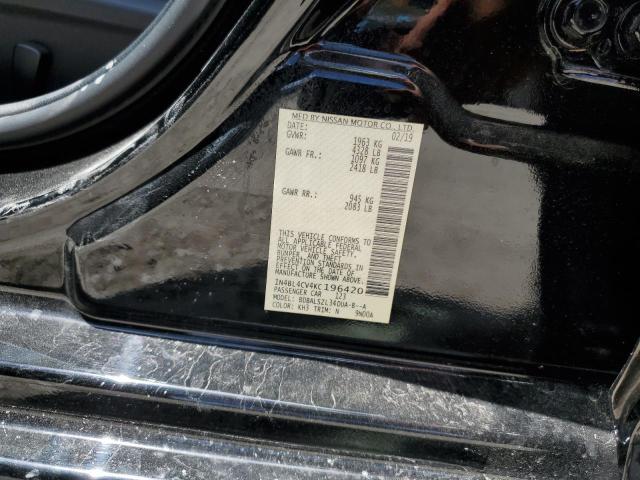 MFD BY NISSAN MOTOR CO., LTD.
DATE: 02/19
GVWR: 1963 KG
4328 LB
GAWR FR: 1097 KG
2418 LB
GAWR RR: 945 KG
2083 LB
THIS VEHICLE CONFORMS TO
ALL APPLICABLE FEDERAL
MOTOR VEHICLE SAFETY,
BUMPER, AND THEFT
PREVENTION STANDARDS
IN EFFECT ON THE DATE OF
MANUFACTURE SHOWN ABOVE.
1N4BL4CV4KC196420
PASSENGER CAR 123
MODEL: BDBALSZL34DUA-B--A
COLOR: KH3 TRIM: N 9W00A